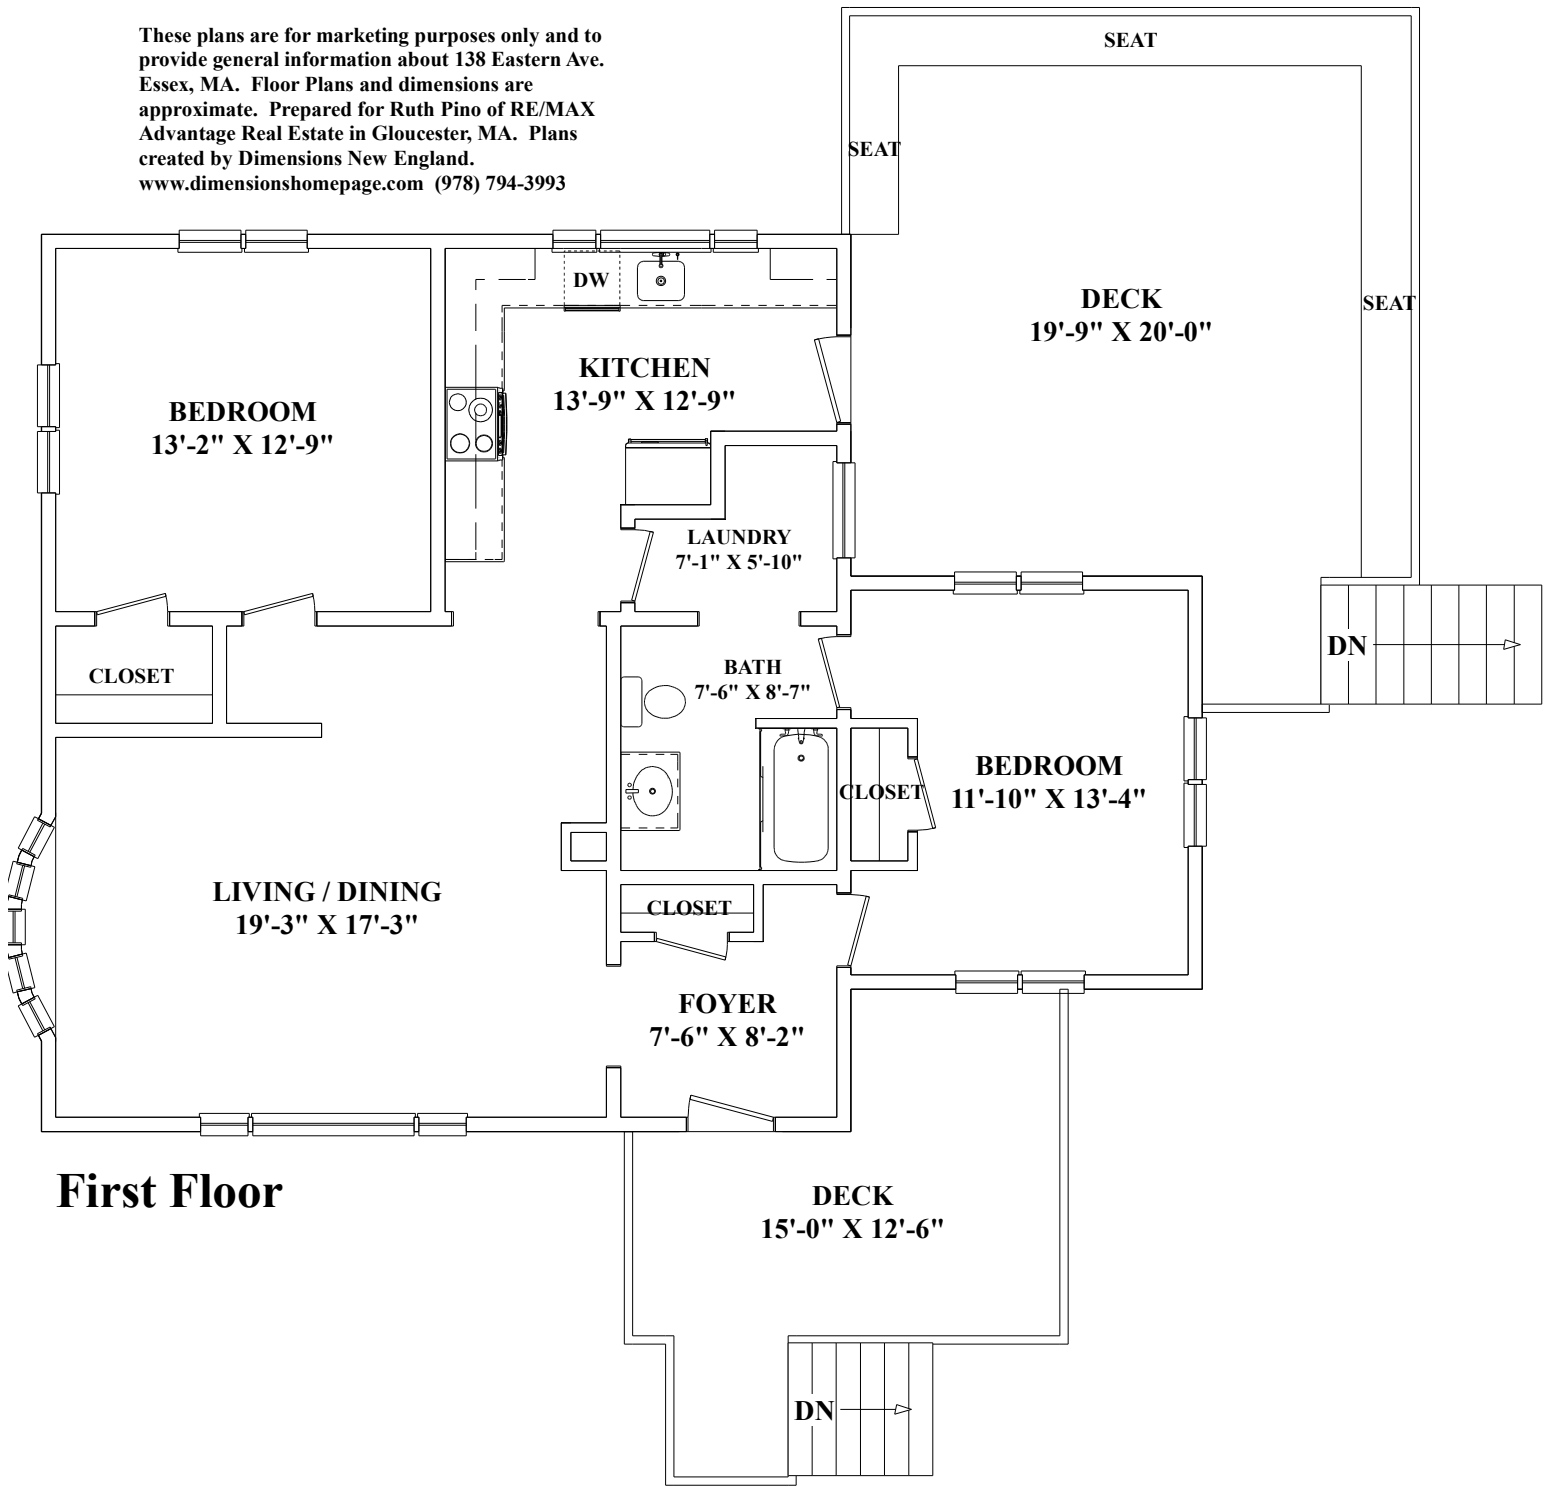 These plans are for marketing purposes only and to
provide general information about 138 Eastern Ave.
Essex, MA.  Floor Plans and dimensions are
approximate.  Prepared for Ruth Pino of RE/MAX
Advantage Real Estate in Gloucester, MA.  Plans
created by Dimensions New England.
www.dimensionshomepage.com  (978) 794-3993
SEAT
SEAT
SEAT
DECK
19'-9" X 20'-0"
DW
KITCHEN
13'-9" X 12'-9"
BEDROOM
13'-2" X 12'-9"
LAUNDRY
7'-1" X 5'-10"
DN
CLOSET
BATH
7'-6" X 8'-7"
BEDROOM
11'-10" X 13'-4"
CLOSET
LIVING / DINING
19'-3" X 17'-3"
CLOSET
FOYER
7'-6" X 8'-2"
First Floor
DECK
15'-0" X 12'-6"
DN